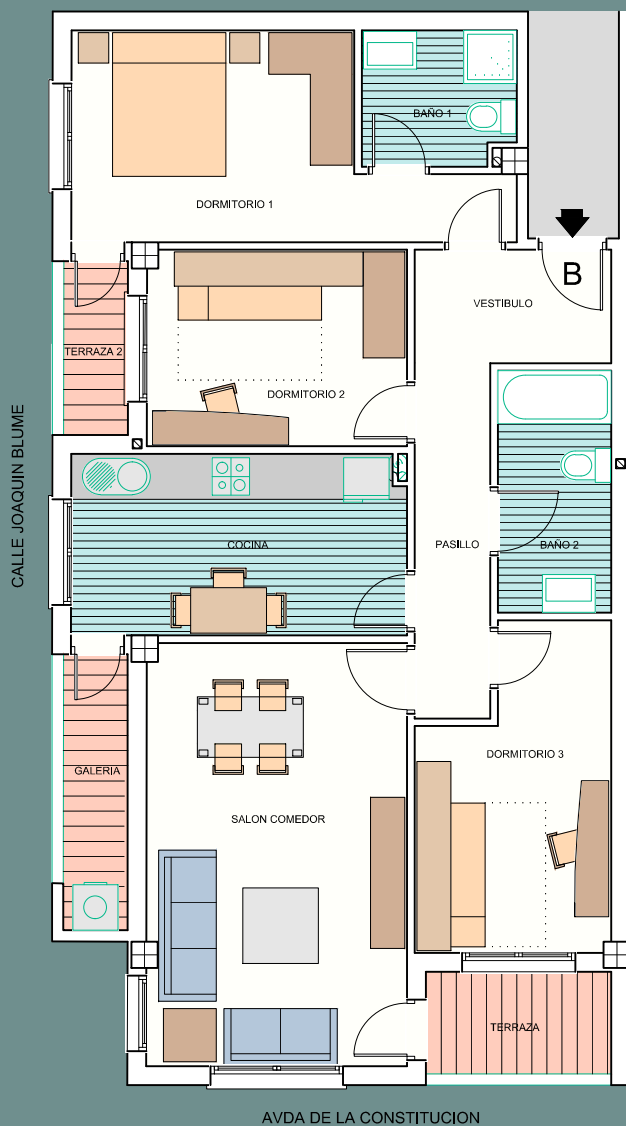 BAÑO 1
DORMITORIO 1
B
VESTIBULO
TERRAZA 2
DORMITORIO 2
CALLE JOAQUIN BLUME
COCINA
PASILLO
BAÑO 2
DORMITORIO 3
GALERIA
SALON COMEDOR
TERRAZA
AVDA DE LA CONSTITUCION